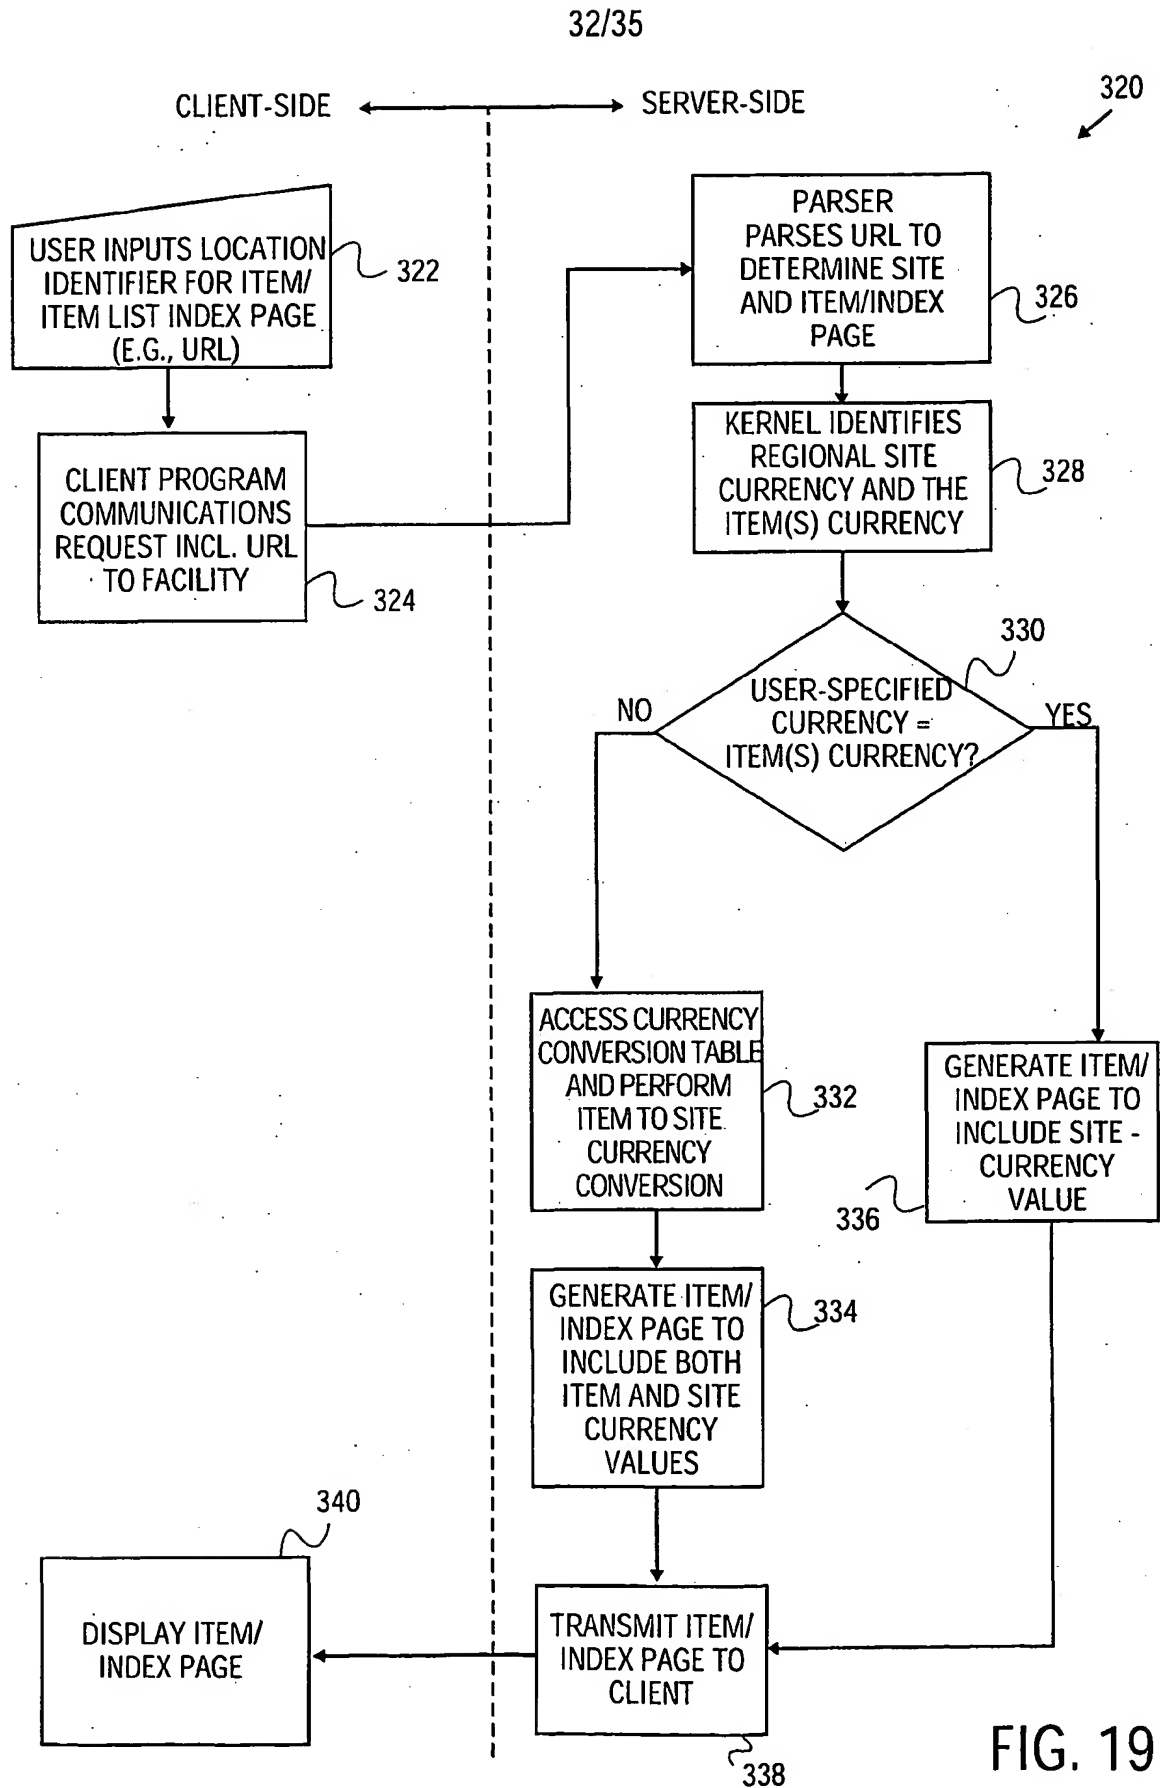 32/35
CLIENT-SIDE
SERVER-SIDE
320
USER INPUTS LOCATION
IDENTIFIER FOR ITEM/
ITEM LIST INDEX PAGE
(E.G., URL)
322
CLIENT PROGRAM
COMMUNICATIONS
REQUEST INCL. URL
TO FACILITY
324
PARSER
PARSES URL TO
DETERMINE SITE
AND ITEM/INDEX
PAGE
326
KERNEL IDENTIFIES
REGIONAL SITE
CURRENCY AND THE
ITEM(S) CURRENCY
328
330
USER-SPECIFIED
CURRENCY =
ITEM(S) CURRENCY?
NO
YES
ACCESS CURRENCY
CONVERSION TABLE
AND PERFORM
ITEM TO SITE
CURRENCY
CONVERSION
332
GENERATE ITEM/
INDEX PAGE TO
INCLUDE SITE -
CURRENCY
VALUE
336
GENERATE ITEM/
INDEX PAGE TO
INCLUDE BOTH
ITEM AND SITE
CURRENCY
VALUES
334
TRANSMIT ITEM/
INDEX PAGE TO
CLIENT
338
340
DISPLAY ITEM/
INDEX PAGE
FIG. 19